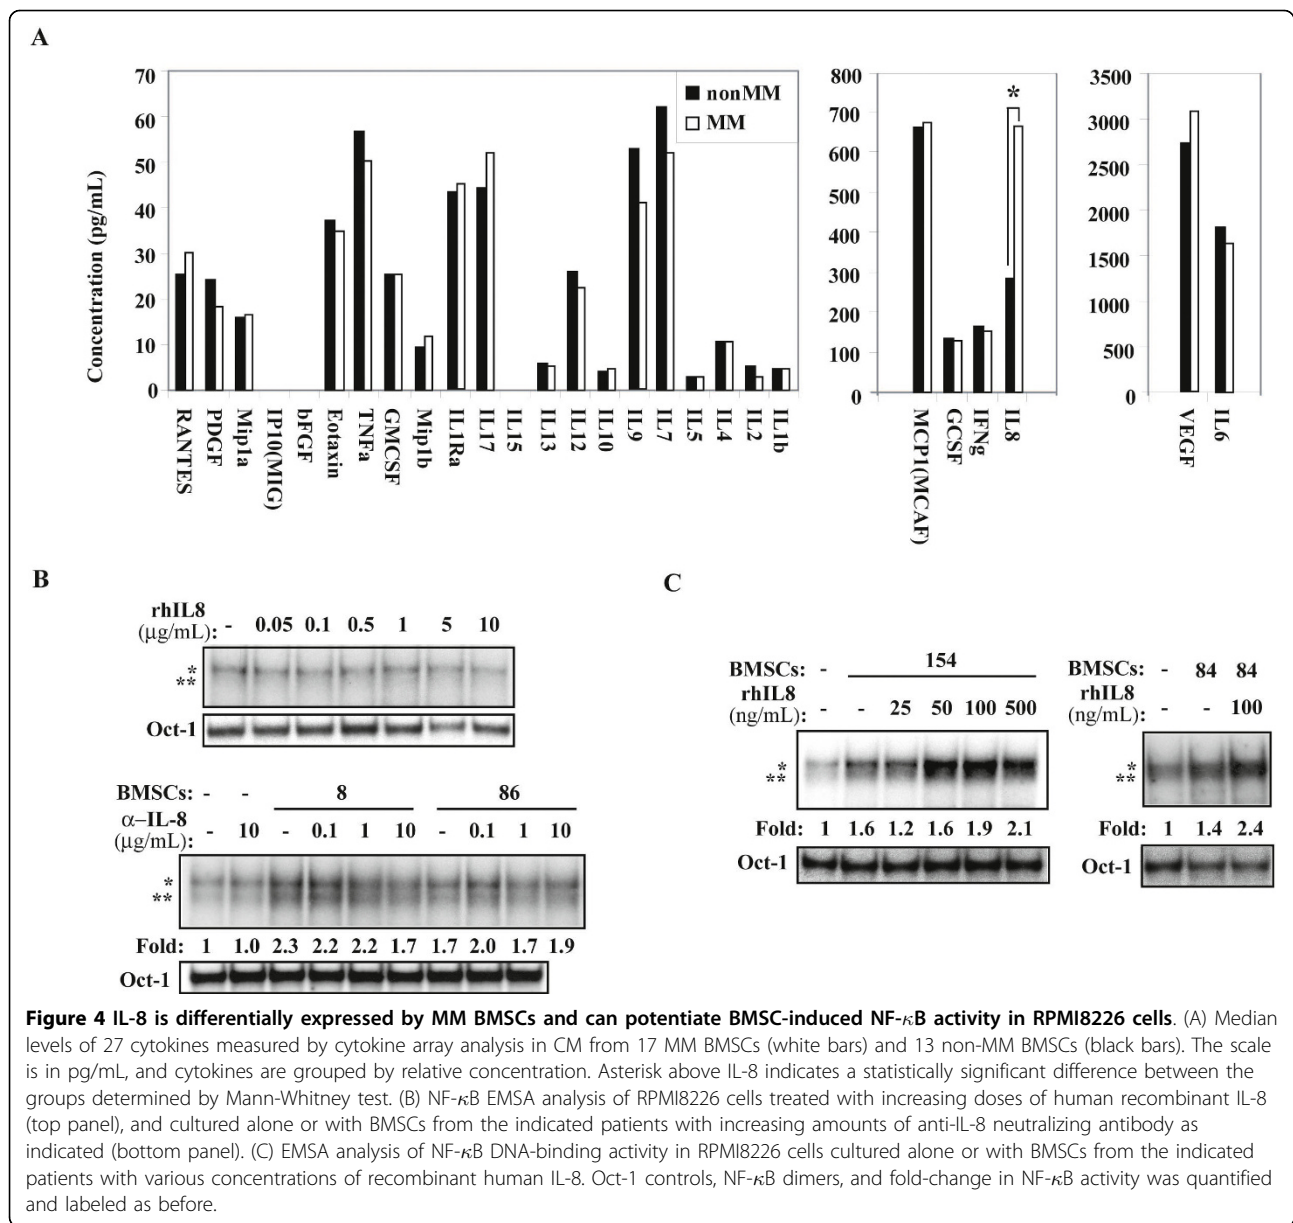 A
70
60
50
40
30
20
10
0
Concentration (pg/mL)
nonMM
MM
RANTES
PDGF
Mip1a
IP10(MIG)
bFGF
Eotaxin
TNFa
GMCSF
Mip1b
IL1Ra
IL17
IL15
IL13
IL12
IL10
IL9
IL7
IL5
IL4
IL2
IL1b
800
700
600
500
400
300
200
100
0
*
MCP1(MCAF)
GCSF
IFNg
IL8
3500
3000
2500
2000
1500
1000
500
0
VEGF
IL6
B
rhIL8
(μg/mL): - 0.05 0.1 0.5 1 5 10
*
**
Oct-1
BMSCs: - - 8 86
α-IL-8
(μg/mL): - 10 - 0.1 1 10 - 0.1 1 10
*
**
Fold: 1 1.0 2.3 2.2 2.2 1.7 1.7 2.0 1.7 1.9
Oct-1
C
BMSCs: - 154
rhIL8
(ng/mL): - - 25 50 100 500
*
**
Fold: 1 1.6 1.2 1.6 1.9 2.1
Oct-1
BMSCs: - 84 84
rhIL8
(ng/mL): - - 100
*
**
Fold: 1 1.4 2.4
Oct-1
Figure 4 IL-8 is differentially expressed by MM BMSCs and can potentiate BMSC-induced NF-κB activity in RPMI8226 cells. (A) Median
levels of 27 cytokines measured by cytokine array analysis in CM from 17 MM BMSCs (white bars) and 13 non-MM BMSCs (black bars). The scale
is in pg/mL, and cytokines are grouped by relative concentration. Asterisk above IL-8 indicates a statistically significant difference between the
groups determined by Mann-Whitney test. (B) NF-κB EMSA analysis of RPMI8226 cells treated with increasing doses of human recombinant IL-8
(top panel), and cultured alone or with BMSCs from the indicated patients with increasing amounts of anti-IL-8 neutralizing antibody as
indicated (bottom panel). (C) EMSA analysis of NF-κB DNA-binding activity in RPMI8226 cells cultured alone or with BMSCs from the indicated
patients with various concentrations of recombinant human IL-8. Oct-1 controls, NF-κB dimers, and fold-change in NF-κB activity was quantified
and labeled as before.